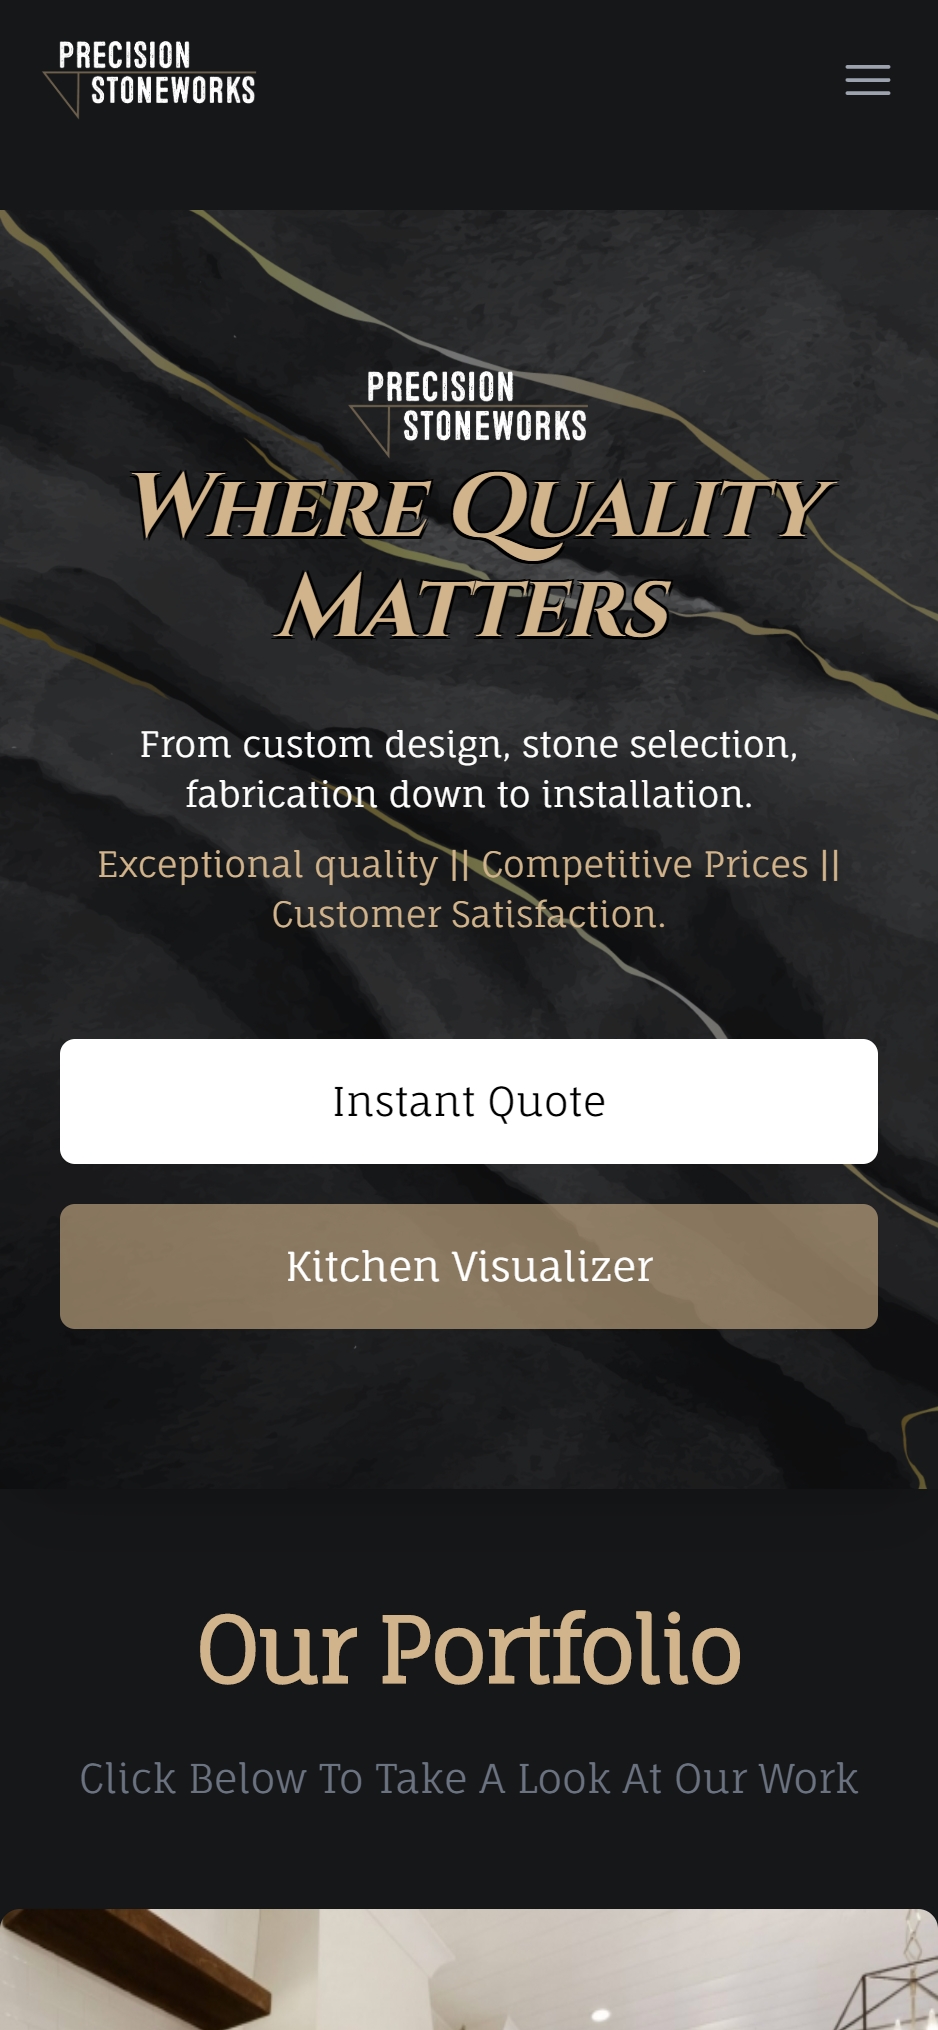 PRECISION
STONEWORKS
PRECISION
STONEWORKS
WHERE QUALITY
MATTERS
From custom design, stone selection,
fabrication down to installation.
Exceptional quality || Competitive Prices ||
Customer Satisfaction.
Instant Quote
Kitchen Visualizer
Our Portfolio
Click Below To Take A Look At Our Work